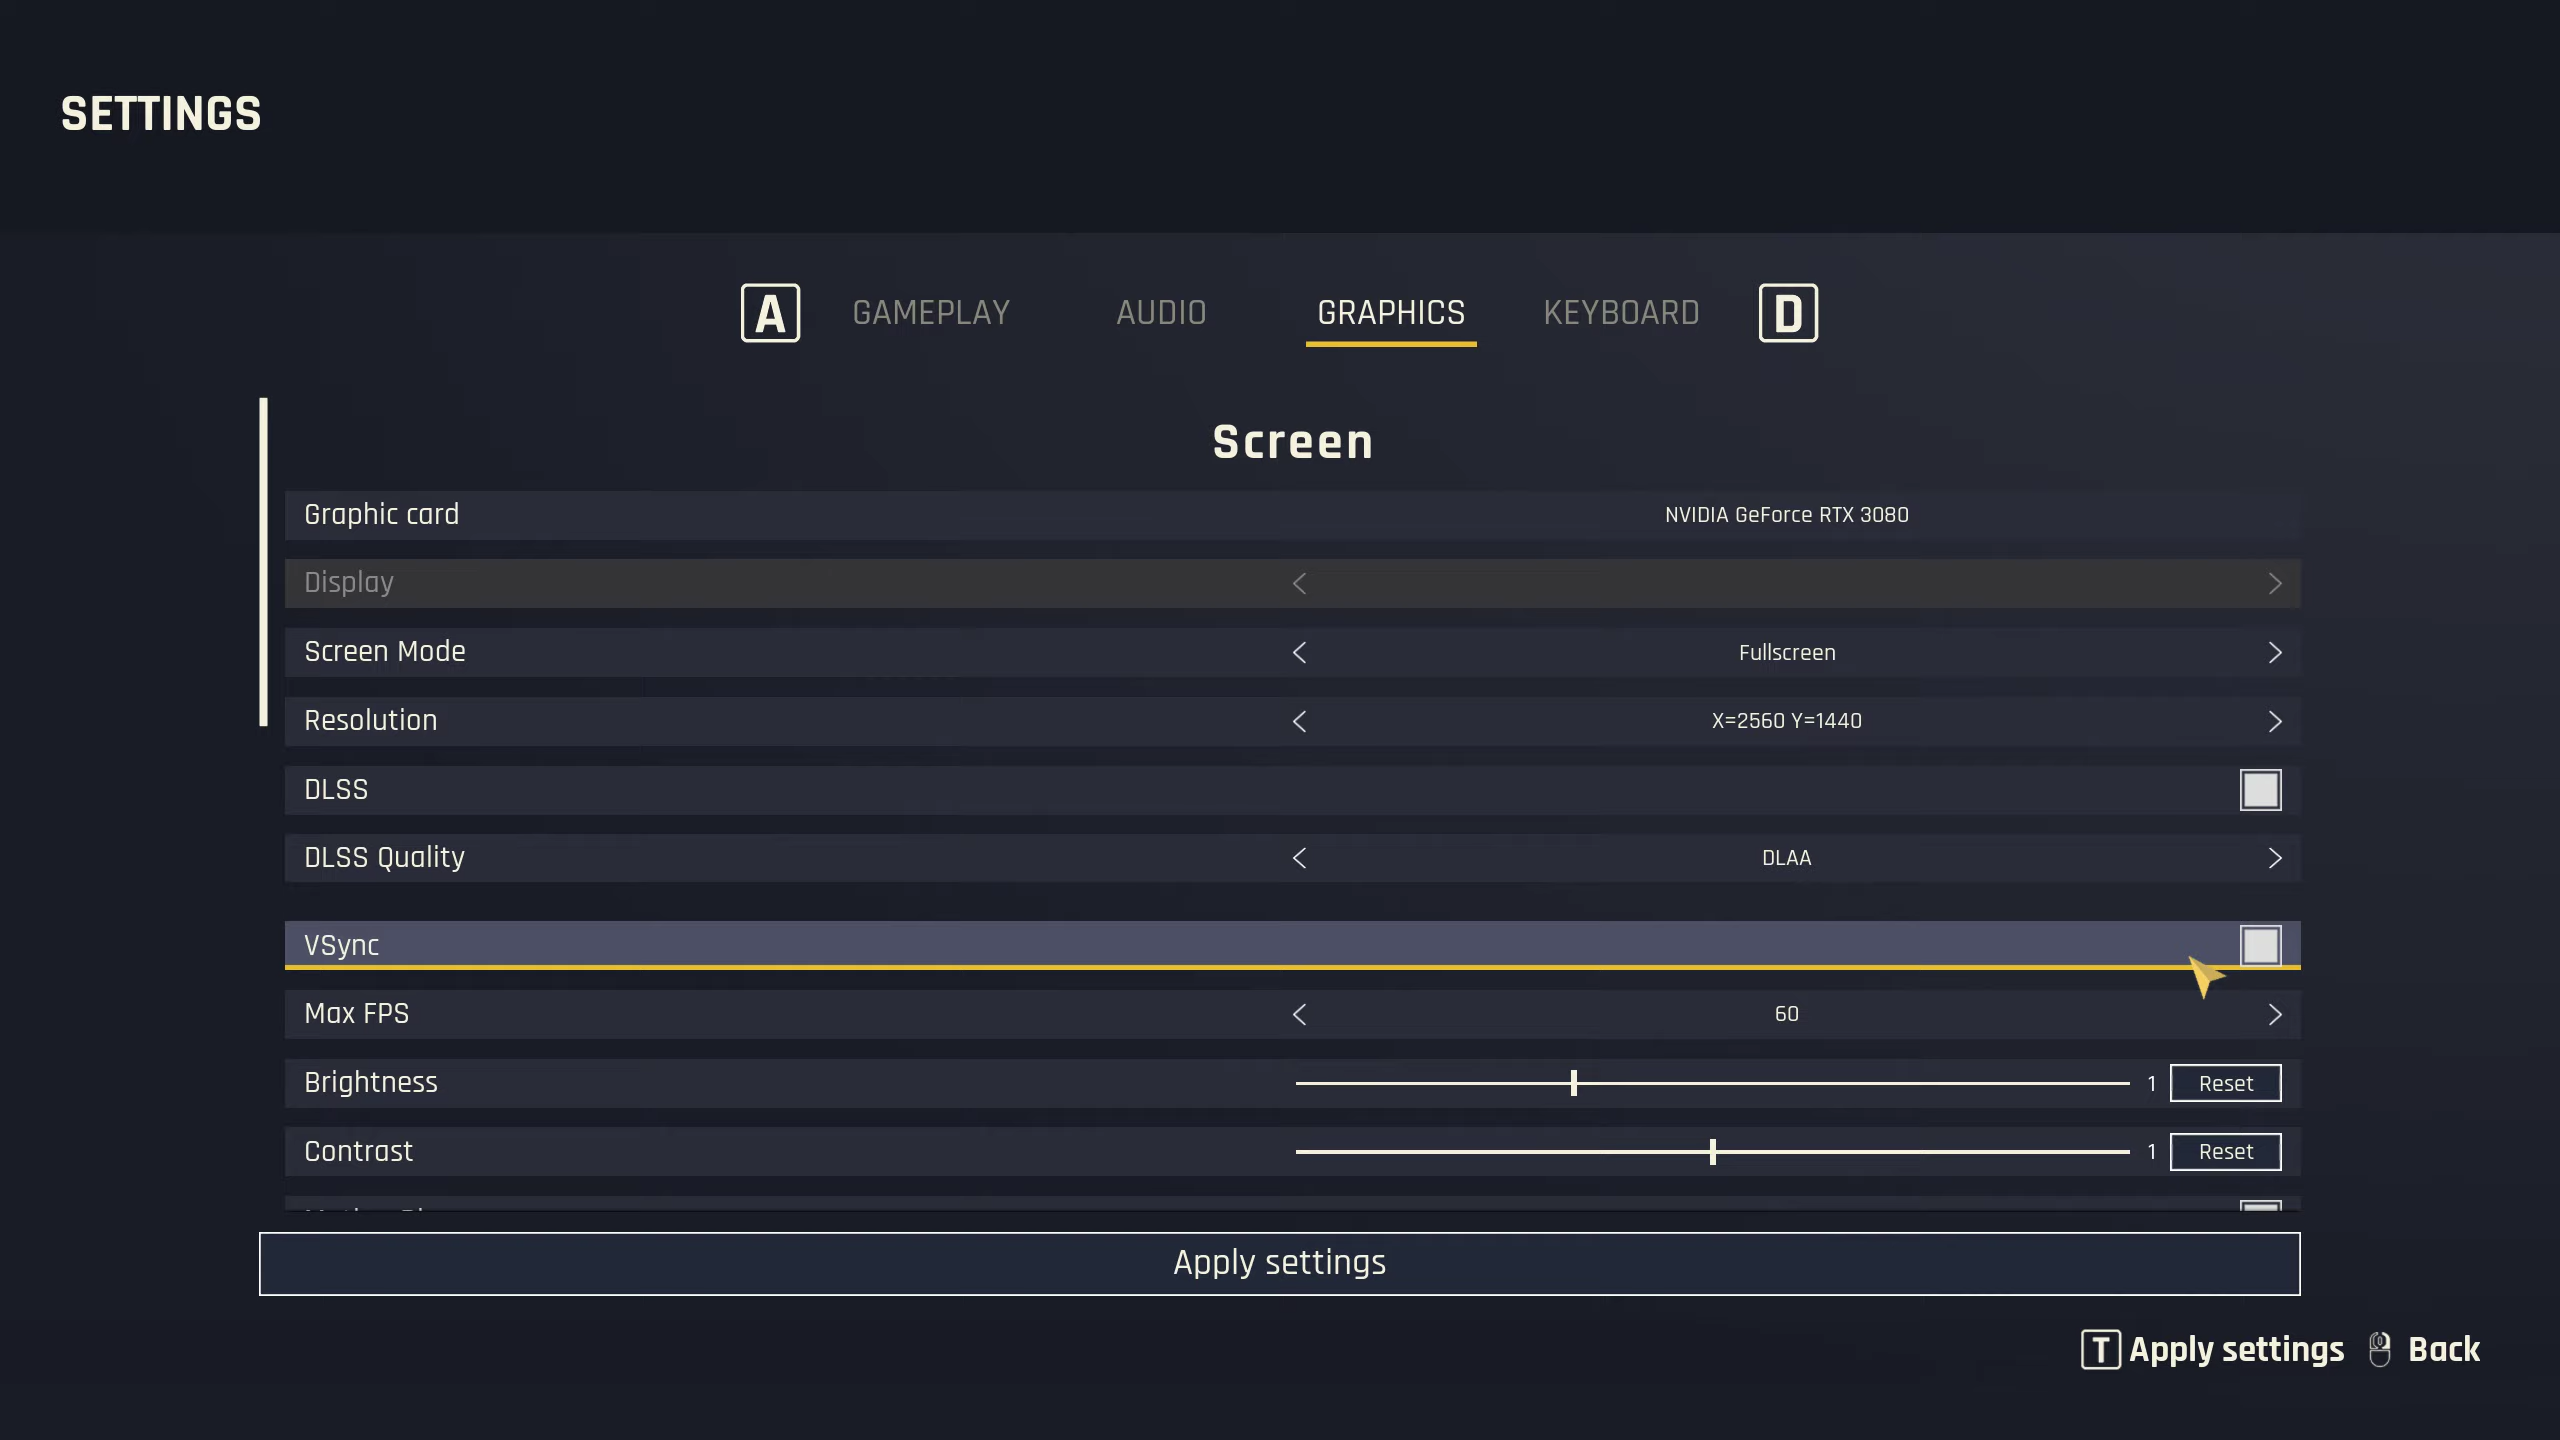 SETTINGS
A GAMEPLAY AUDIO GRAPHICS KEYBOARD D
Screen
Graphic card NVIDIA GeForce RTX 3080
Display
Screen Mode Fullscreen
Resolution X=2560 Y=1440
DLSS
DLSS Quality DLAA
VSync
Max FPS 60
Brightness 1 Reset
Contrast 1 Reset
Apply settings
T Apply settings Back